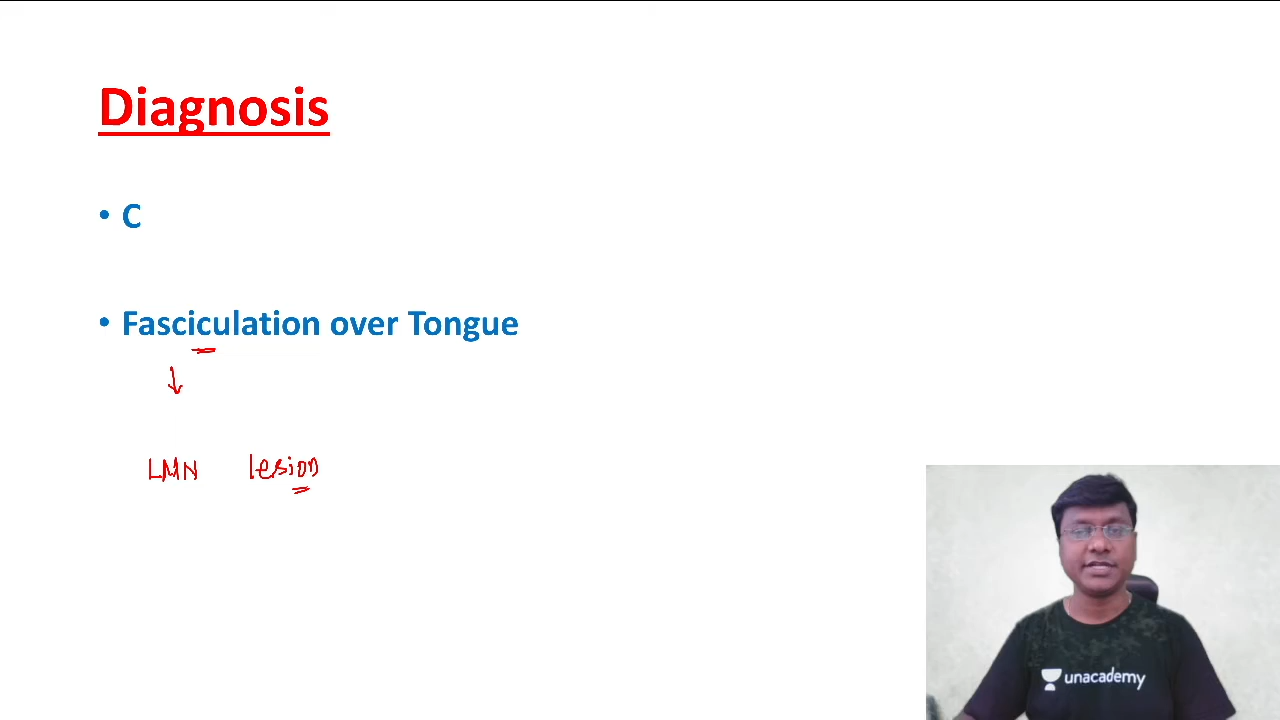 Diagnosis
• C
• Fasciculation over Tongue
↓
LMN lesion
unacademy